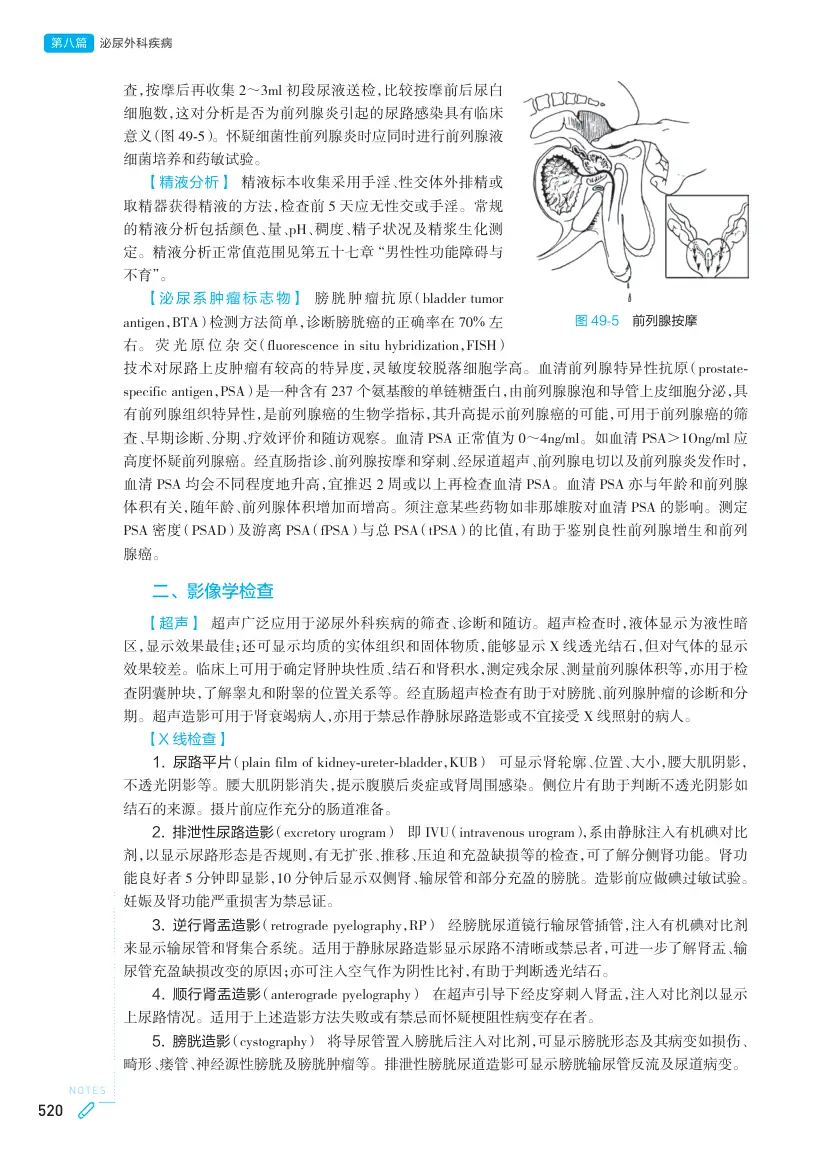 第八篇 泌尿外科疾病
查,按摩后再收集 2~3ml 初段尿液送检,比较按摩前后尿白
细胞数,这对分析是否为前列腺炎引起的尿路感染具有临床
意义(图 49-5)。怀疑细菌性前列腺炎时应同时进行前列腺液
细菌培养和药敏试验。
【精液分析】 精液标本收集采用手淫、性交体外排精或
取精器获得精液的方法,检查前 5 天应无性交或手淫。常规
的精液分析包括颜色、量、pH、稠度、精子状况及精浆生化测
定。精液分析正常值范围见第五十七章 “男性性功能障碍与
不育”。
【泌尿系肿瘤标志物】 膀胱肿瘤抗原(bladder tumor
antigen,BTA)检测方法简单,诊断膀胱癌的正确率在 70% 左
右。荧光原位杂交(fluorescence in situ hybridization,FISH)
图 49-5 前列腺按摩
技术对尿路上皮肿瘤有较高的特异度,灵敏度较脱落细胞学高。血清前列腺特异性抗原(prostate-
specific antigen,PSA)是一种含有 237 个氨基酸的单链糖蛋白,由前列腺腺泡和导管上皮细胞分泌,具
有前列腺组织特异性,是前列腺癌的生物学指标,其升高提示前列腺癌的可能,可用于前列腺癌的筛
查、早期诊断、分期、疗效评价和随访观察。血清 PSA 正常值为 0~4ng/ml。如血清 PSA>10ng/ml 应
高度怀疑前列腺癌。经直肠指诊、前列腺按摩和穿刺、经尿道超声、前列腺电切以及前列腺炎发作时,
血清 PSA 均会不同程度地升高,宜推迟 2 周或以上再检查血清 PSA。血清 PSA 亦与年龄和前列腺
体积有关,随年龄、前列腺体积增加而增高。须注意某些药物如非那雄胺对血清 PSA 的影响。测定
PSA 密度(PSAD)及游离 PSA(fPSA)与总 PSA(tPSA)的比值,有助于鉴别良性前列腺增生和前列
腺癌。
二、影像学检查
【超声】 超声广泛应用于泌尿外科疾病的筛查、诊断和随访。超声检查时,液体显示为液性暗
区,显示效果最佳;还可显示均质的实体组织和固体物质,能够显示 X 线透光结石,但对气体的显示
效果较差。临床上可用于确定肾肿块性质、结石和肾积水,测定残余尿、测量前列腺体积等,亦用于检
查阴囊肿块,了解睾丸和附睾的位置关系等。经直肠超声检查有助于对膀胱、前列腺肿瘤的诊断和分
期。超声造影可用于肾衰竭病人,亦用于禁忌作静脉尿路造影或不宜接受 X 线照射的病人。
【X 线检查】
1. 尿路平片(plain film of kidney-ureter-bladder,KUB) 可显示肾轮廓、位置、大小,腰大肌阴影,
不透光阴影等。腰大肌阴影消失,提示腹膜后炎症或肾周围感染。侧位片有助于判断不透光阴影如
结石的来源。摄片前应作充分的肠道准备。
2. 排泄性尿路造影(excretory urogram) 即 IVU(intravenous urogram),系由静脉注入有机碘对比
剂,以显示尿路形态是否规则,有无扩张、推移、压迫和充盈缺损等的检查,可了解分侧肾功能。肾功
能良好者 5 分钟即显影,10 分钟后显示双侧肾、输尿管和部分充盈的膀胱。造影前应做碘过敏试验。
妊娠及肾功能严重损害为禁忌证。
3. 逆行肾盂造影(retrograde pyelography,RP) 经膀胱尿道镜行输尿管插管,注入有机碘对比剂
来显示输尿管和肾集合系统。适用于静脉尿路造影显示尿路不清晰或禁忌者,可进一步了解肾盂、输
尿管充盈缺损改变的原因;亦可注入空气作为阴性比衬,有助于判断透光结石。
4. 顺行肾盂造影(anterograde pyelography) 在超声引导下经皮穿刺入肾盂,注入对比剂以显示
上尿路情况。适用于上述造影方法失败或有禁忌而怀疑梗阻性病变存在者。
5. 膀胱造影(cystography) 将导尿管置入膀胱后注入对比剂,可显示膀胱形态及其病变如损伤、
畸形、瘘管、神经源性膀胱及膀胱肿瘤等。排泄性膀胱尿道造影可显示膀胱输尿管反流及尿道病变。
NOTES
520